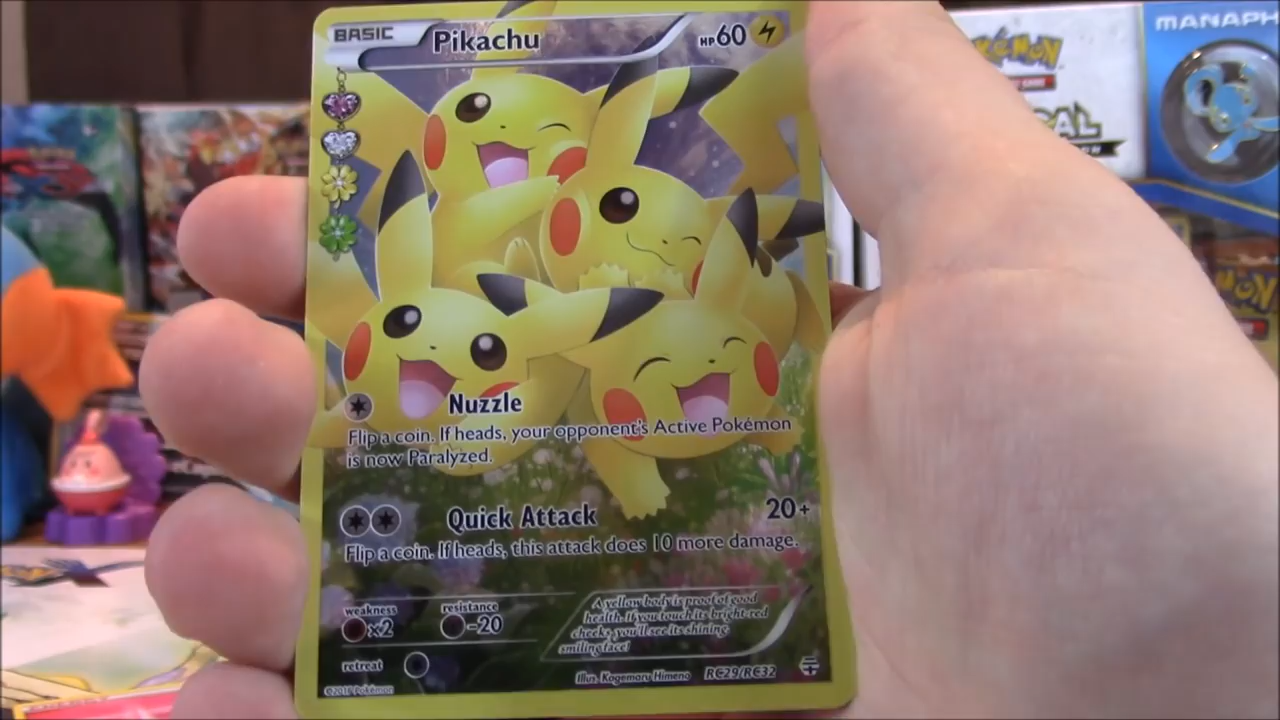 BASIC
Pikachu
HP60
MANAPH
POKéMON
Nuzzle
Flip a coin. If heads, your opponent's Active Pokémon
is now Paralyzed.
Quick Attack
20+
Flip a coin. If heads, this attack does 10 more damage.
weakness
x2
resistance
-20
A yellow body is proof of good
health. If you touch its bright-red
cheeks, you'll see its shining,
smiling face!
retreat
Illus. Kagemaru Himeno
RC29/RC32